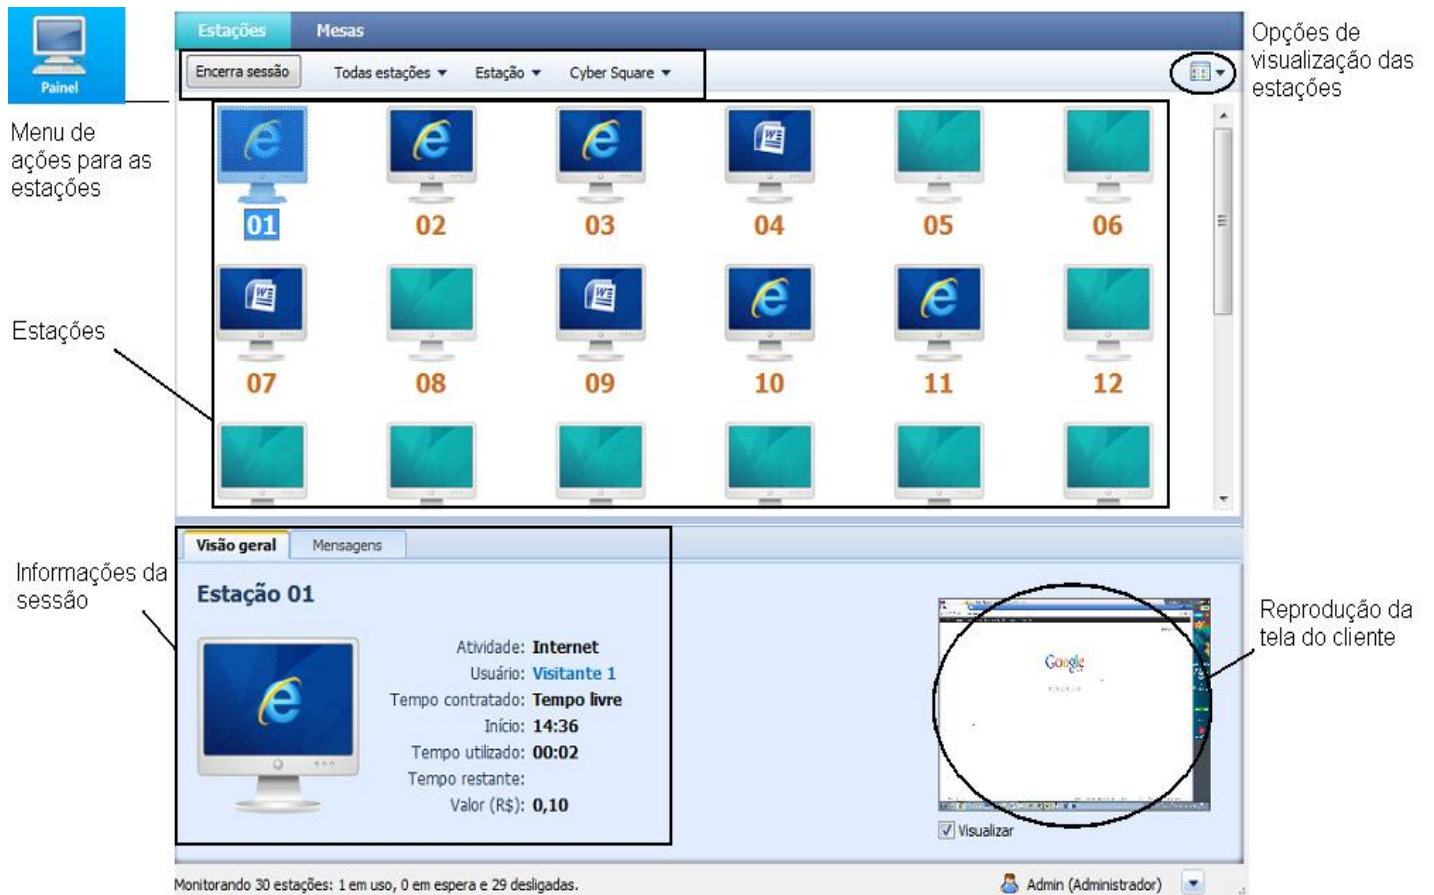 Painel
Menu de
ações para as
estações
Estações
Informações da
sessão
Estações Mesas
Encerra sessão Todas estações Estação Cyber Square
01 02 03 04 05 06
07 08 09 10 11 12
Visão geral Mensagens
Estação 01
Atividade: Internet
Usuário: Visitante 1
Tempo contratado: Tempo livre
Início: 14:36
Tempo utilizado: 00:02
Tempo restante:
Valor (R$): 0,10
Google
Visualizar
Monitorando 30 estações: 1 em uso, 0 em espera e 29 desligadas.
Admin (Administrador)
Opções de
visualização das
estações
Reprodução da
tela do cliente